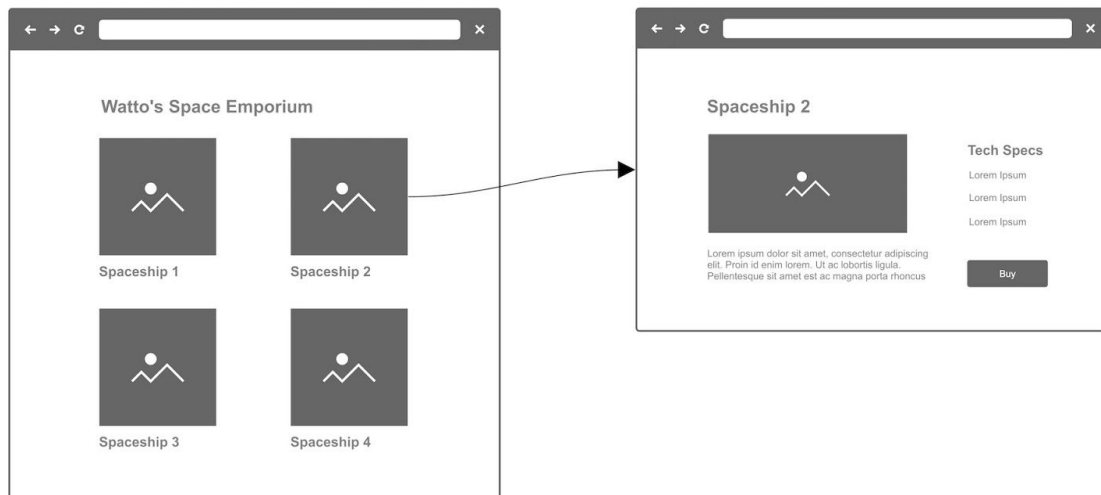 Watto's Space Emporium
Spaceship 1
Spaceship 2
Spaceship 3
Spaceship 4
Spaceship 2
Lorem ipsum dolor sit amet, consectetur adipiscing
elit. Proin id enim lorem. Ut ac lobortis ligula.
Pellentesque sit amet est ac magna porta rhoncus
Tech Specs
Lorem Ipsum
Lorem Ipsum
Lorem Ipsum
Buy